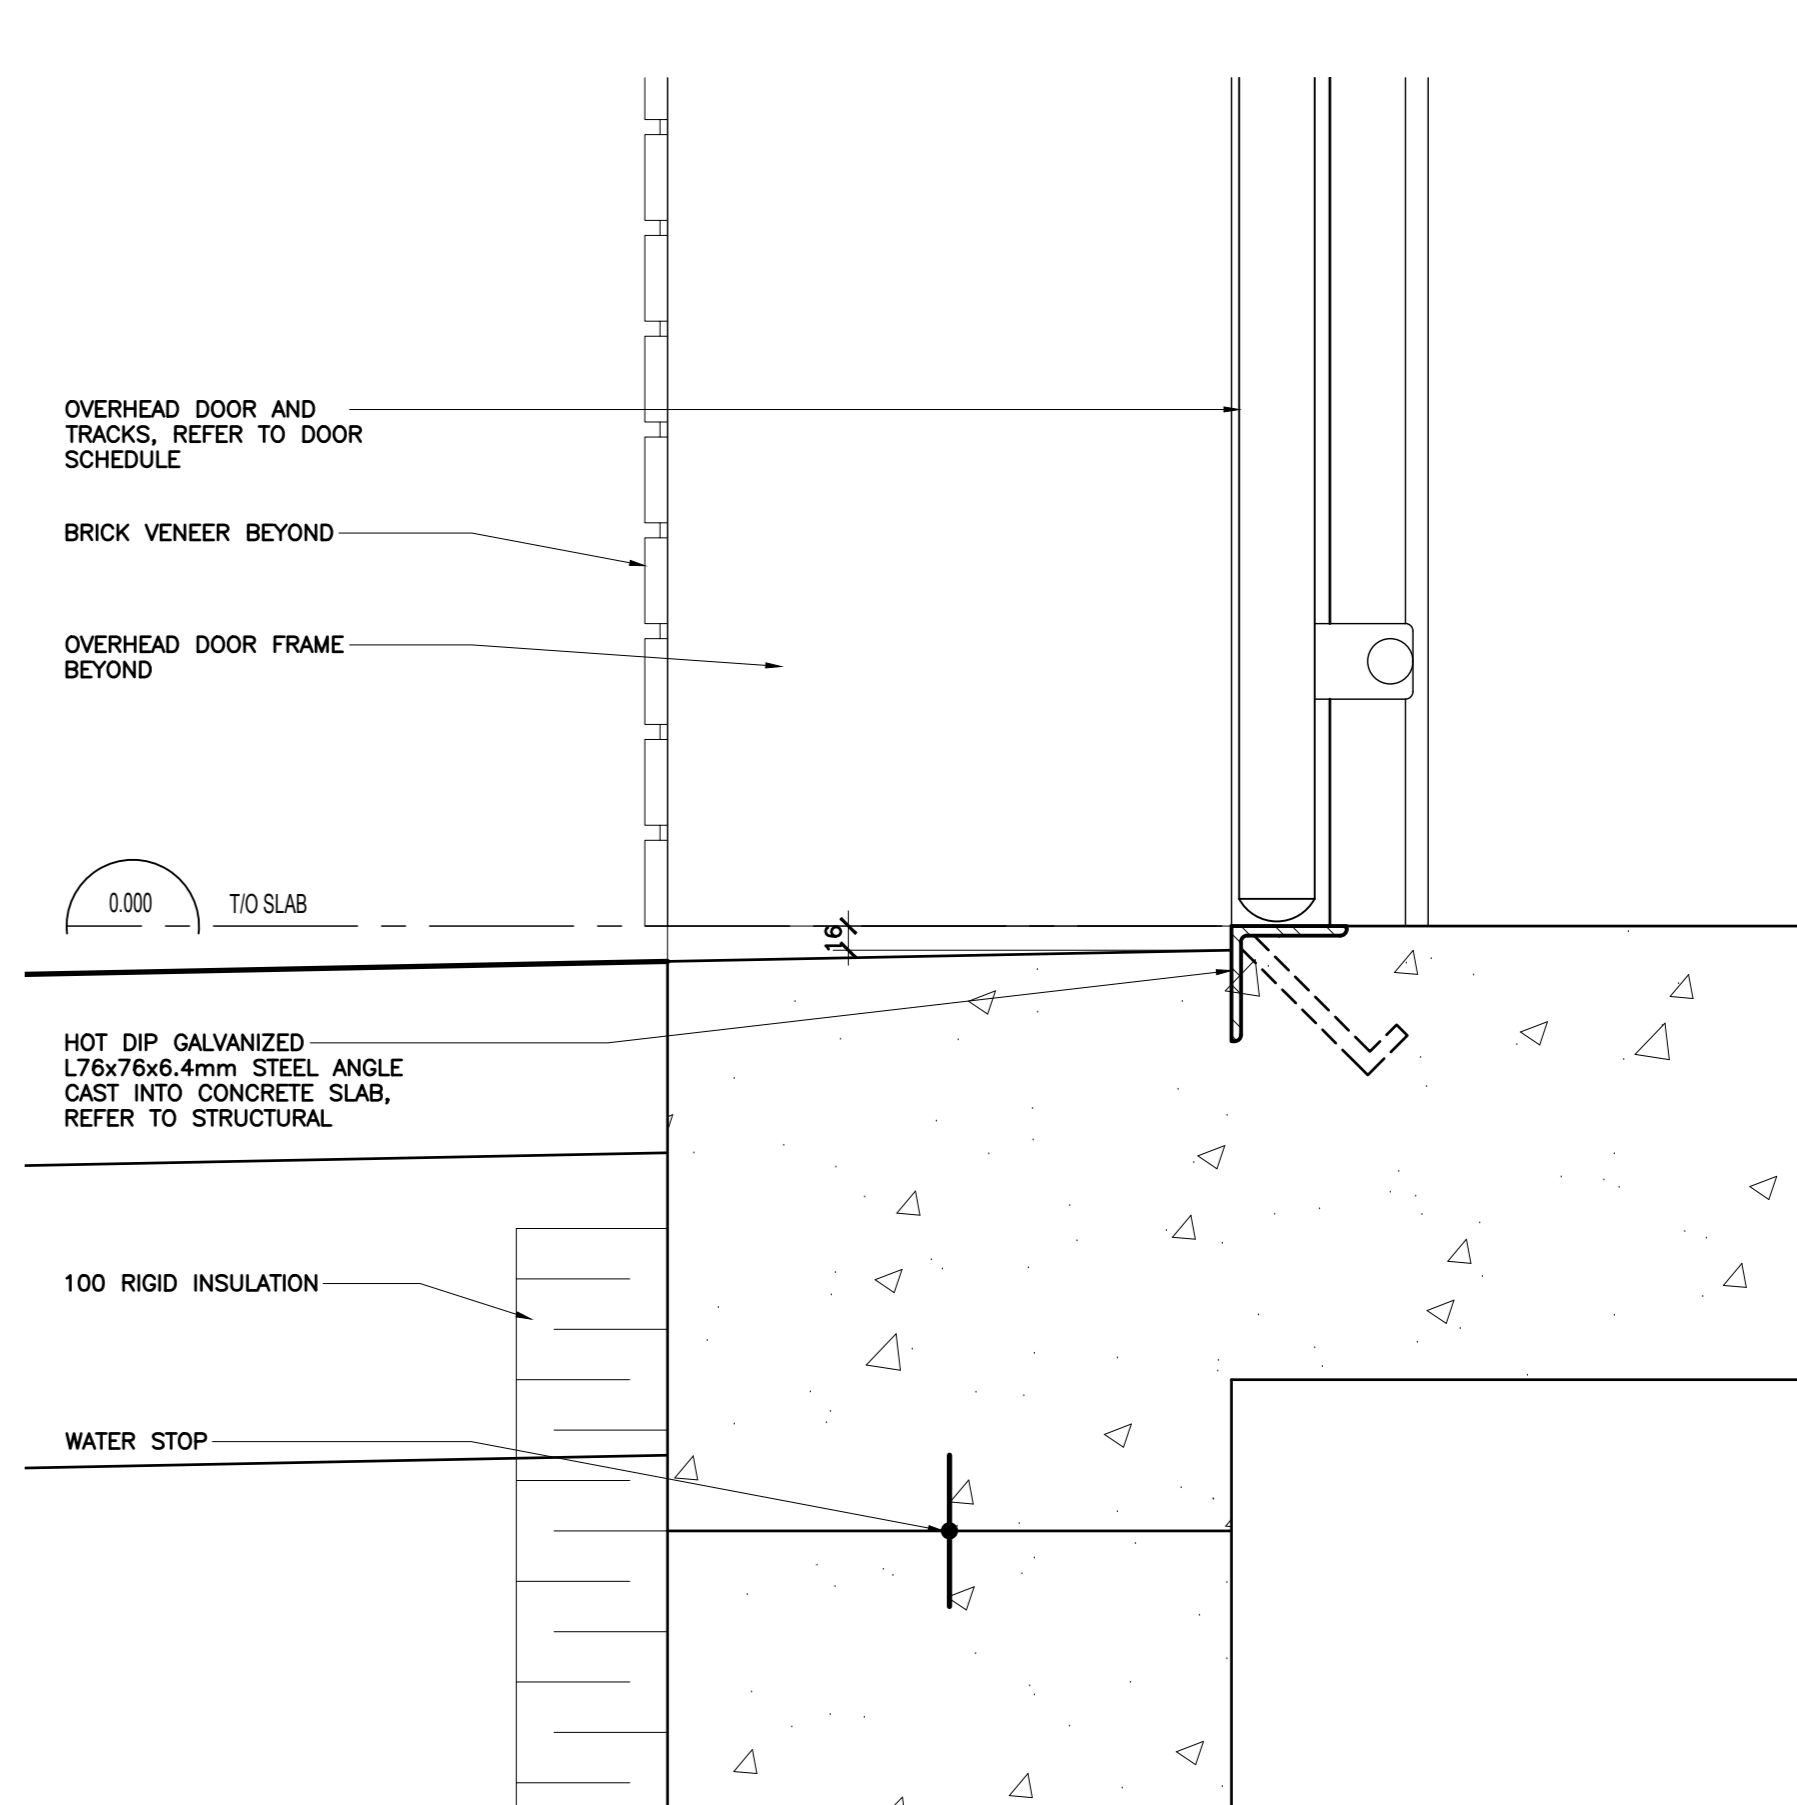 OVERHEAD DOOR AND
TRACKS, REFER TO DOOR
SCHEDULE
BRICK VENEER BEYOND
OVERHEAD DOOR FRAME
BEYOND
0.000
T/O SLAB
16
HOT DIP GALVANIZED
L76x76x6.4mm STEEL ANGLE
CAST INTO CONCRETE SLAB,
REFER TO STRUCTURAL
100 RIGID INSULATION
WATER STOP